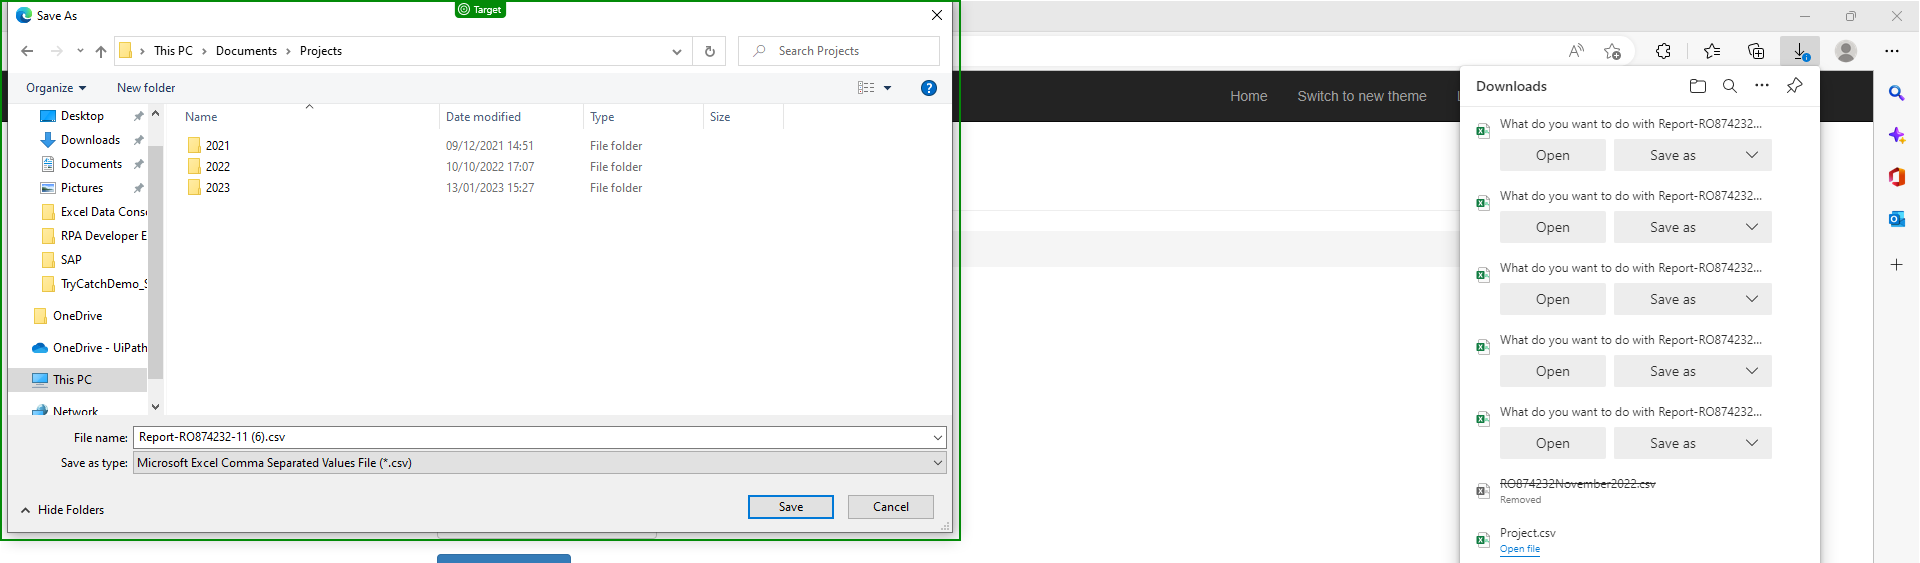 Save As
Target
This PC
Documents
Projects
Search Projects
Organize
New folder
Desktop
Downloads
Documents
Pictures
Excel Data Cons
RPA Developer E
SAP
TryCatchDemo_S
OneDrive
OneDrive - UiPath
This PC
Network
Name Date modified Type Size
2021 09/12/2021 14:51 File folder
2022 10/10/2022 17:07 File folder
2023 13/01/2023 15:27 File folder
File name: Report-RO874232-11 (6).csv
Save as type: Microsoft Excel Comma Separated Values File (*.csv)
Hide Folders
Save
Cancel
Home
Switch to new theme
Downloads
What do you want to do with Report-RO874232...
Open Save as
What do you want to do with Report-RO874232...
Open Save as
What do you want to do with Report-RO874232...
Open Save as
What do you want to do with Report-RO874232...
Open Save as
What do you want to do with Report-RO874232...
Open Save as
RO874232November2022.csv
Removed
Project.csv
Open file